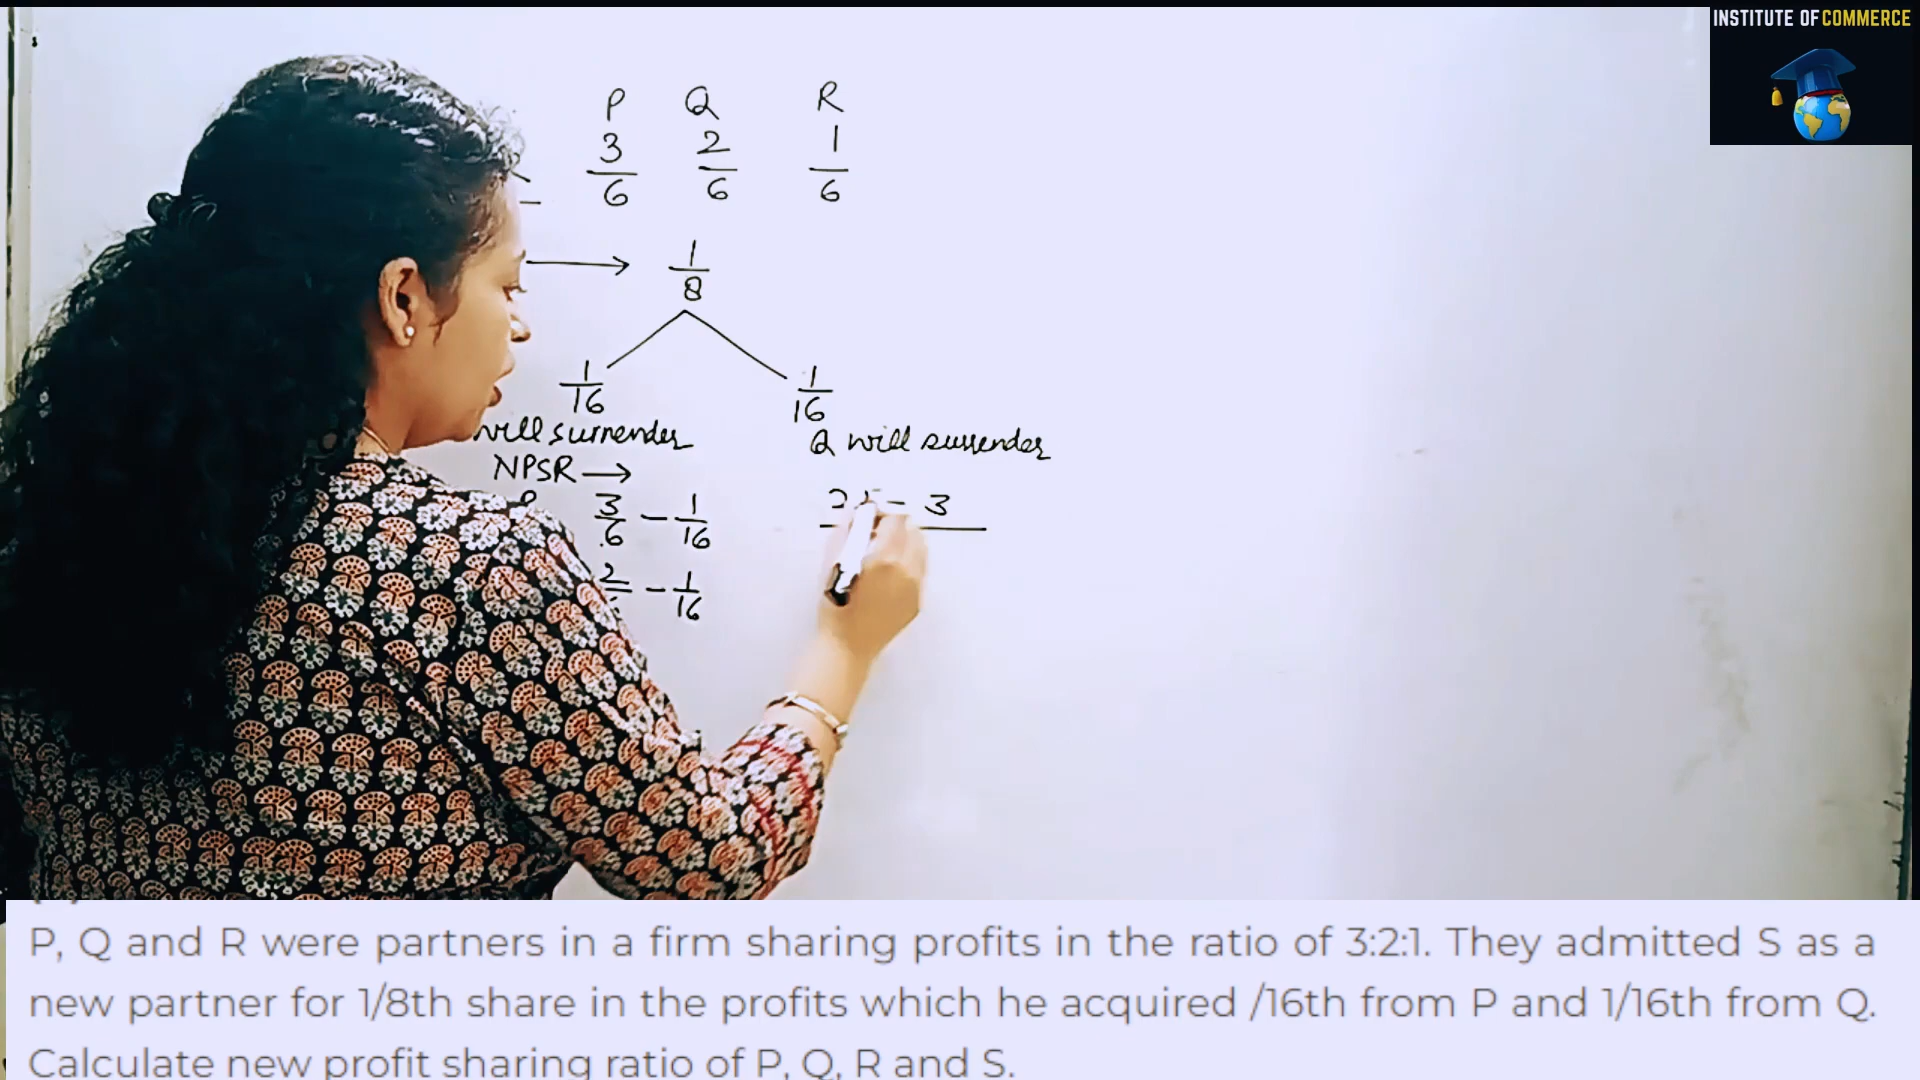 INSTITUTE OF COMMERCE
P Q R
3/6 2/6 1/6
1/8
1/16 1/16
will surrender Q will surrender
NPSR →
3/6 - 1/16 - 3
2 - 1/16
P, Q and R were partners in a firm sharing profits in the ratio of 3:2:1. They admitted S as a
new partner for 1/8th share in the profits which he acquired /16th from P and 1/16th from Q.
Calculate new profit sharing ratio of P, Q, R and S.